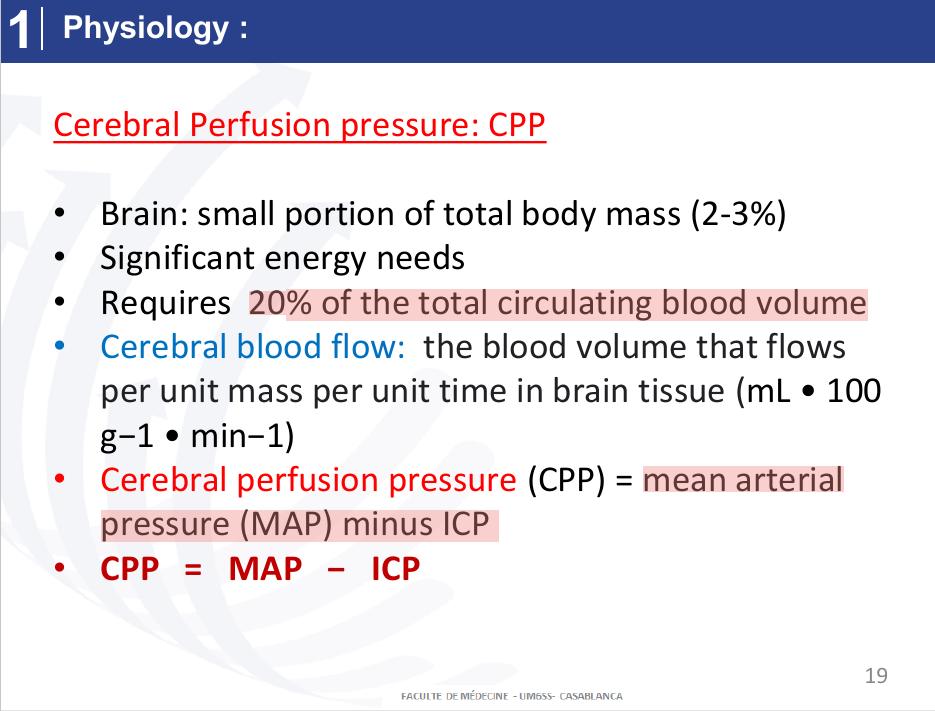 1 Physiology :
Cerebral Perfusion pressure: CPP
• Brain: small portion of total body mass (2-3%)
• Significant energy needs
• Requires 20% of the total circulating blood volume
• Cerebral blood flow: the blood volume that flows
per unit mass per unit time in brain tissue (mL • 100
g−1 • min−1)
• Cerebral perfusion pressure (CPP) = mean arterial
pressure (MAP) minus ICP
• CPP = MAP − ICP
19
FACULTE DE MÉDECINE - UM6SS- CASABLANCA